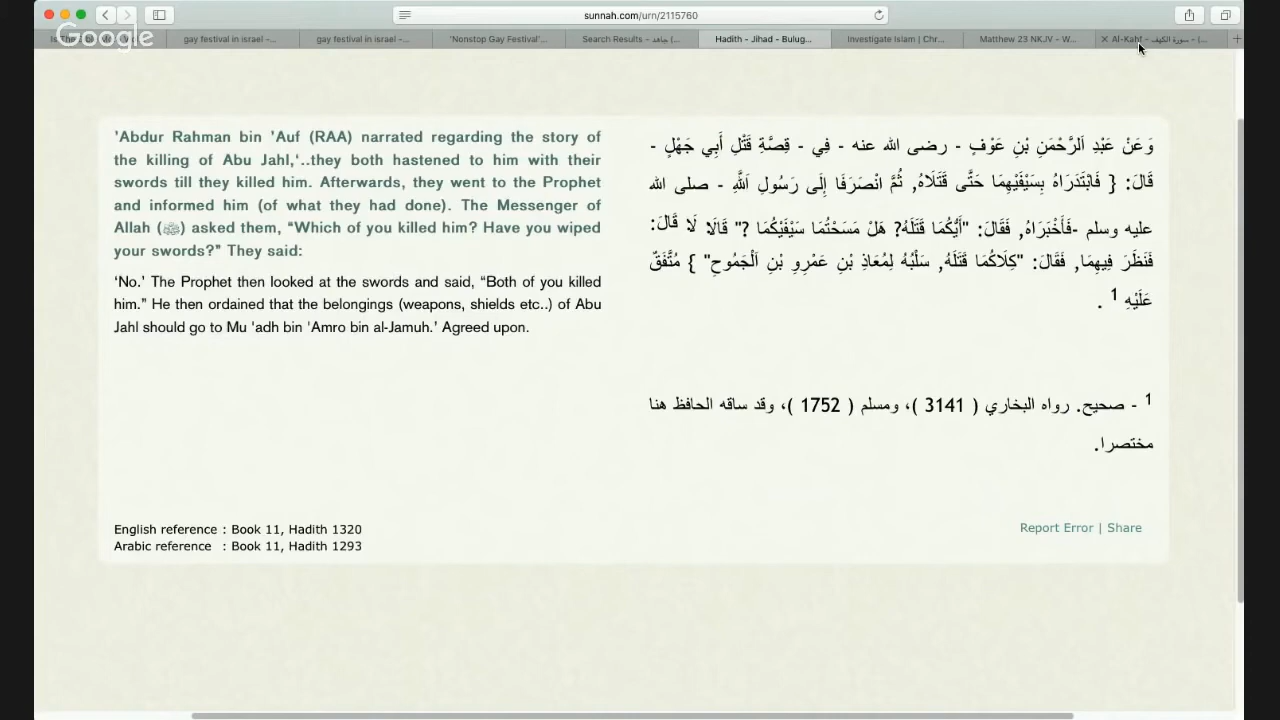 sunnah.com/urn/2115760
Google
gay festival in israel –...
gay festival in israel –...
'Nonstop Gay Festival'...
Search Results - جاهد (...
Hadith - Jihad - Bulug...
Investigate Islam | Chr...
Matthew 23 NKJV - W...
Al-Kahf - سورة الكهف - (...
'Abdur Rahman bin 'Auf (RAA) narrated regarding the story of
the killing of Abu Jahl,'..they both hastened to him with their
swords till they killed him. Afterwards, they went to the Prophet
and informed him (of what they had done). The Messenger of
Allah (ﷺ) asked them, “Which of you killed him? Have you wiped
your swords?” They said:
‘No.’ The Prophet then looked at the swords and said, “Both of you killed
him.” He then ordained that the belongings (weapons, shields etc..) of Abu
Jahl should go to Mu ’adh bin ’Amro bin al-Jamuh.’ Agreed upon.
وَعَنْ عَبْدِ اَلرَّحْمَنِ بْنِ عَوْفٍ - رضى الله عنه - فِي - قِصَّةِ قَتْلِ أَبِي جَهْلٍ -
قَالَ: { فَابْتَدَرَاهُ بِسَيْفَيْهِمَا حَتَّى قَتَلَاهُ, ثُمَّ انْصَرَفَا إِلَى رَسُولِ اَللَّهِ - صلى الله
عليه وسلم -فَأَخْبَرَاهُ, فَقَالَ: "أَيُّكُمَا قَتَلَهُ? هَلْ مَسَحْتُمَا سَيْفَيْكُمَا ?" قَالَا لَا قَالَ:
فَنَظَرَ فِيهِمَا, فَقَالَ: "كِلَاكُمَا قَتَلَهُ, سَلْبُهُ لِمُعَاذِ بْنِ عَمْرِوِ بْنِ اَلْجَمُوحِ" } مُتَّفَقٌ
عَلَيْهِ 1 .
1 - صحيح. رواه البخاري ( 3141 )، ومسلم ( 1752 )، وقد ساقه الحافظ هنا
مختصرا.
English reference : Book 11, Hadith 1320
Arabic reference : Book 11, Hadith 1293
Report Error | Share